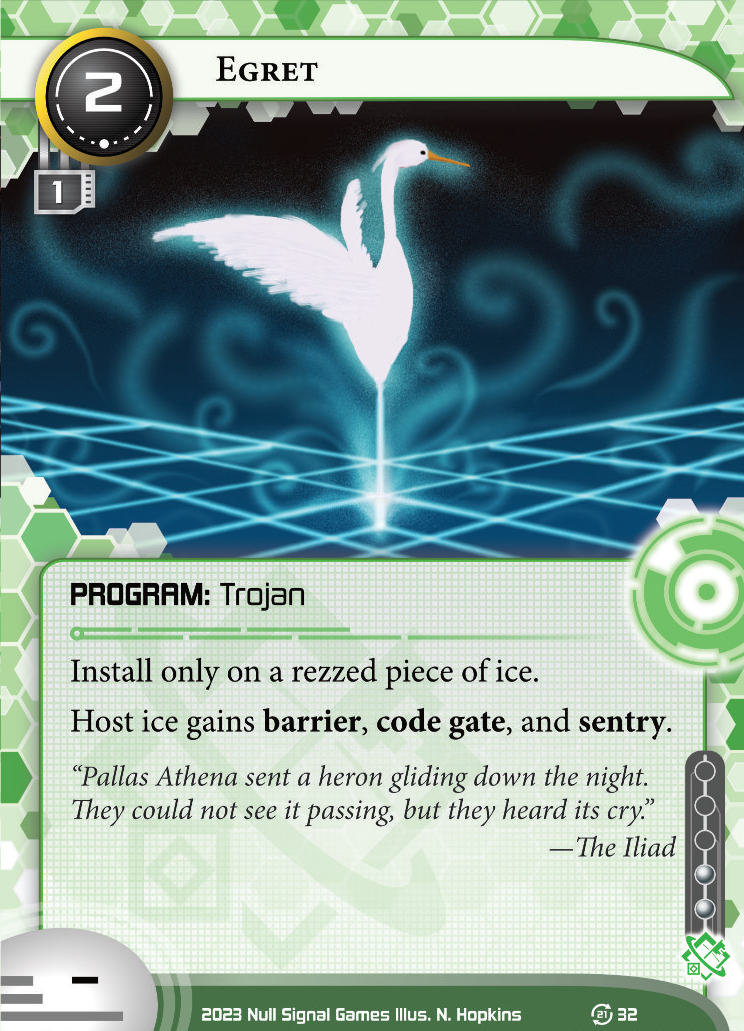 Egret
2
1
PROGRAM: Trojan
Install only on a rezzed piece of ice.
Host ice gains barrier, code gate, and sentry.
“Pallas Athena sent a heron gliding down the night.
They could not see it passing, but they heard its cry.”
—The Iliad
2023 Null Signal Games Illus. N. Hopkins 21 32